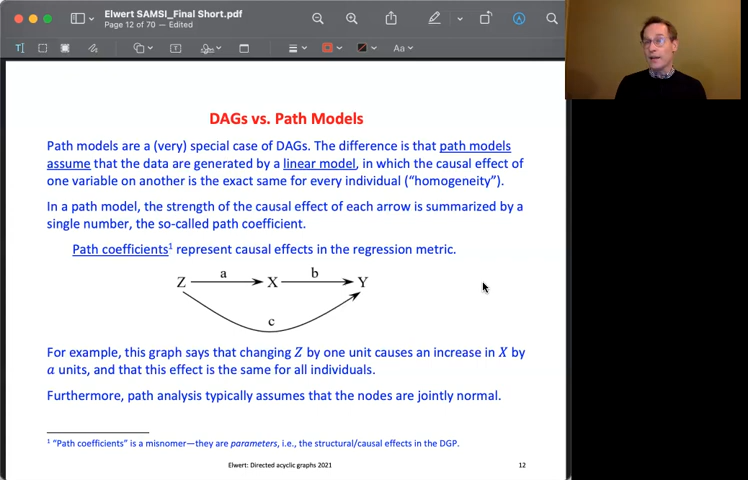 Elwert SAMSI_Final Short.pdf
Page 12 of 70 — Edited
Aa
DAGs vs. Path Models
Path models are a (very) special case of DAGs. The difference is that path models
assume that the data are generated by a linear model, in which the causal effect of
one variable on another is the exact same for every individual (“homogeneity”).
In a path model, the strength of the causal effect of each arrow is summarized by a
single number, the so-called path coefficient.
Path coefficients¹ represent causal effects in the regression metric.
a
b
Z
X
Y
c
For example, this graph says that changing Z by one unit causes an increase in X by
a units, and that this effect is the same for all individuals.
Furthermore, path analysis typically assumes that the nodes are jointly normal.
¹ “Path coefficients” is a misnomer—they are parameters, i.e., the structural/causal effects in the DGP.
Elwert: Directed acyclic graphs 2021
12